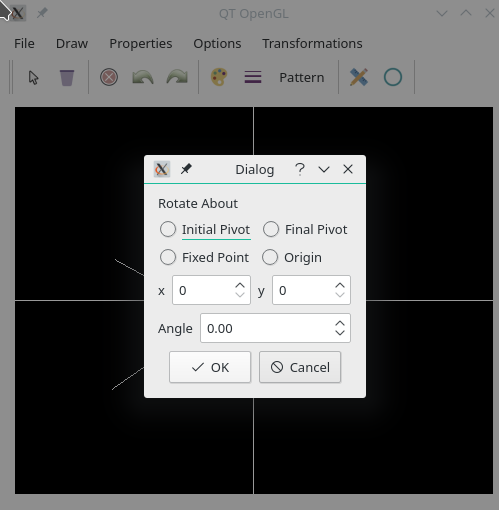 QT OpenGL
File Draw Properties Options Transformations
Pattern
Dialog
Rotate About
Initial Pivot Final Pivot
Fixed Point Origin
x 0 y 0
Angle 0.00
OK Cancel